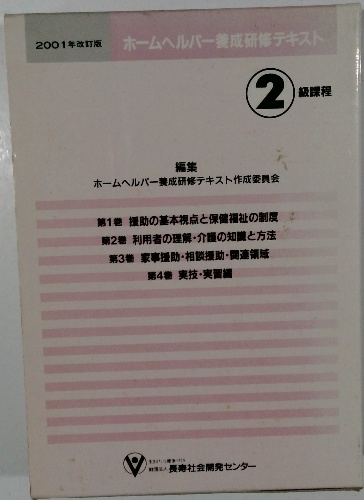 2001年改訂版 ホームヘルパー養成研修テキスト
2級課程
編集
ホームヘルパー養成研修テキスト作成委員会
第1巻 援助の基本視点と保健福祉の制度
第2巻 利用者の理解・介護の知識と方法
第3巻 家事援助・相談援助・関連領域
第4巻 実技・実習編
財団法人 長寿社会開発センター